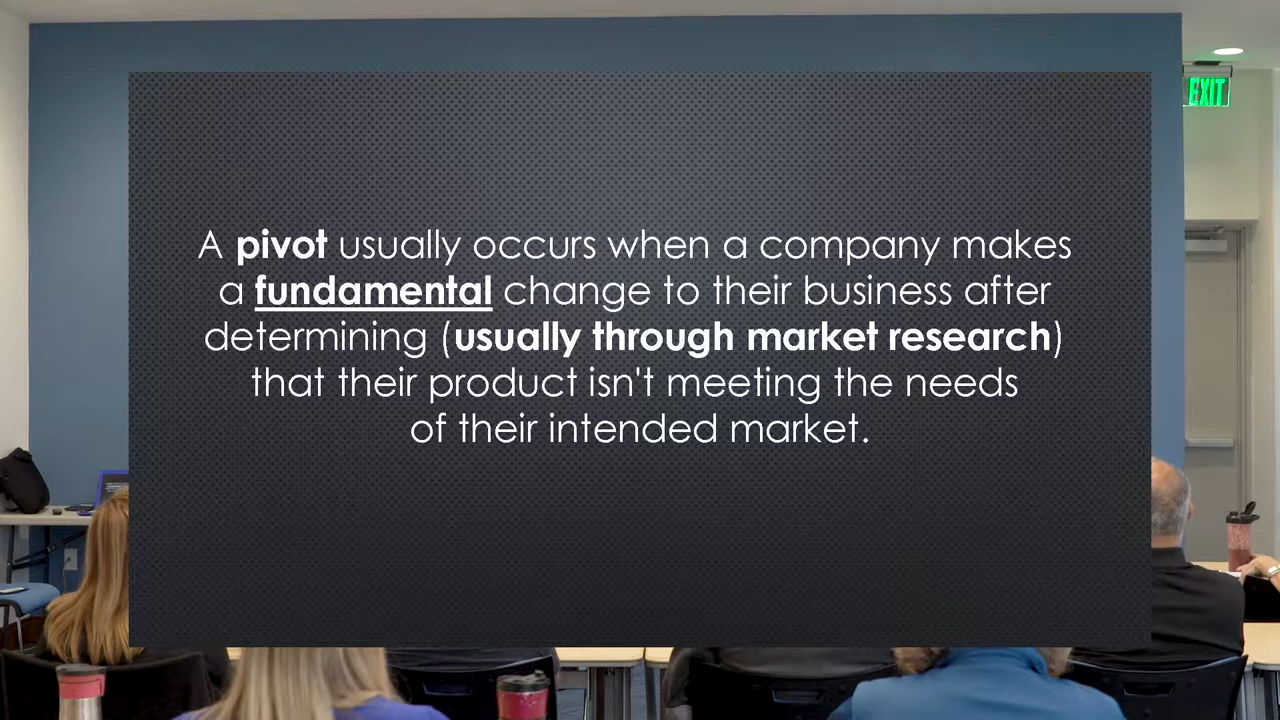 EXIT
A pivot usually occurs when a company makes
a fundamental change to their business after
determining (usually through market research)
that their product isn't meeting the needs
of their intended market.